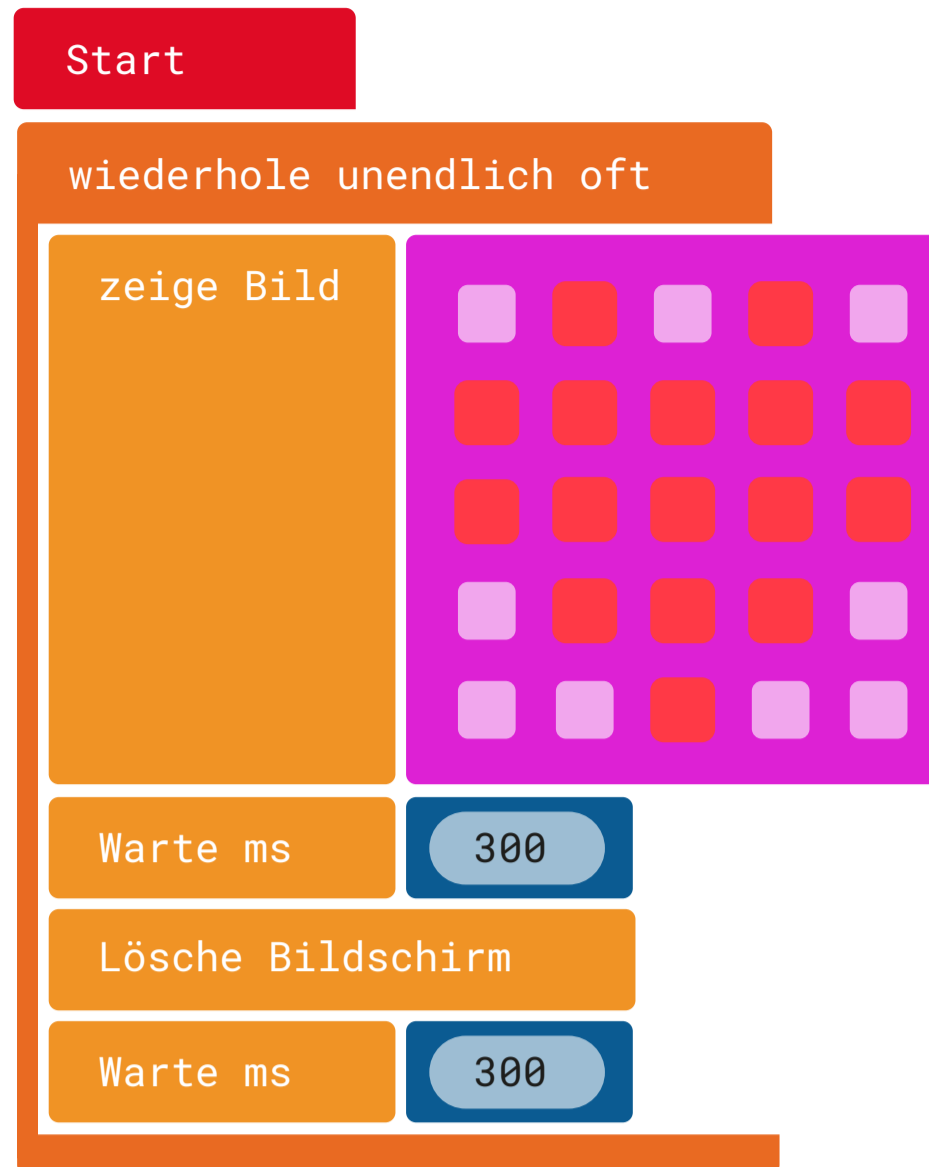 Start
wiederhole unendlich oft
zeige Bild
Warte ms 300
Lösche Bildschirm
Warte ms 300